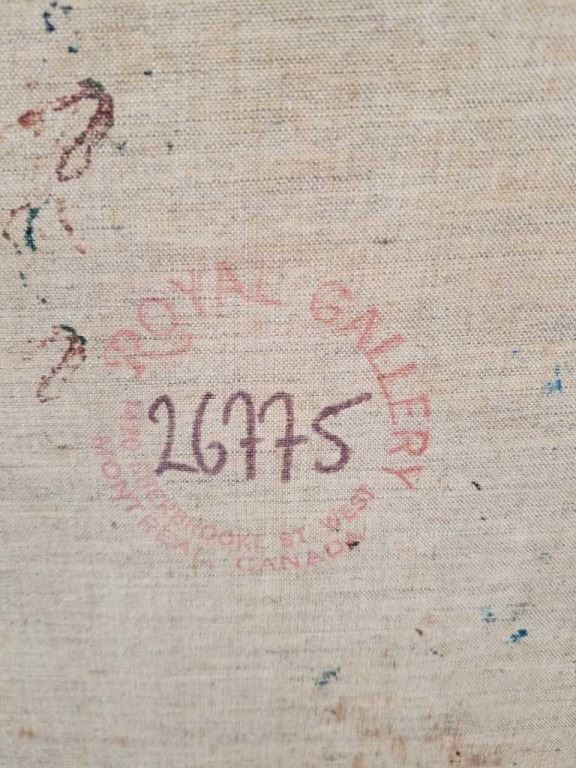 ROYAL GALLERY
26775
SHERBROOKE ST WEST
MONTREAL CANADA